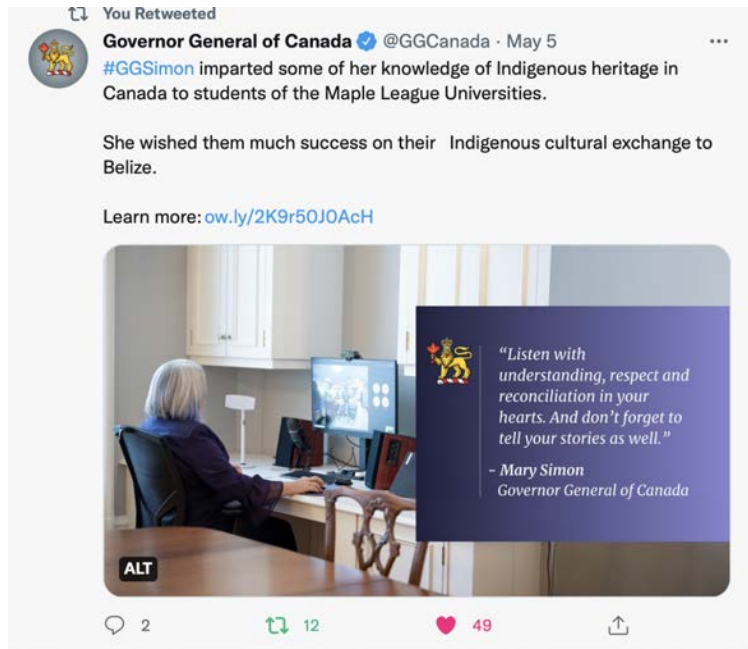 You Retweeted
Governor General of Canada @GGCanada · May 5
#GGSimon imparted some of her knowledge of Indigenous heritage in
Canada to students of the Maple League Universities.
She wished them much success on their Indigenous cultural exchange to
Belize.
Learn more: ow.ly/2K9r50J0AcH
“Listen with
understanding, respect and
reconciliation in your
hearts. And don’t forget to
tell your stories as well.”
– Mary Simon
Governor General of Canada
ALT
2 12 49